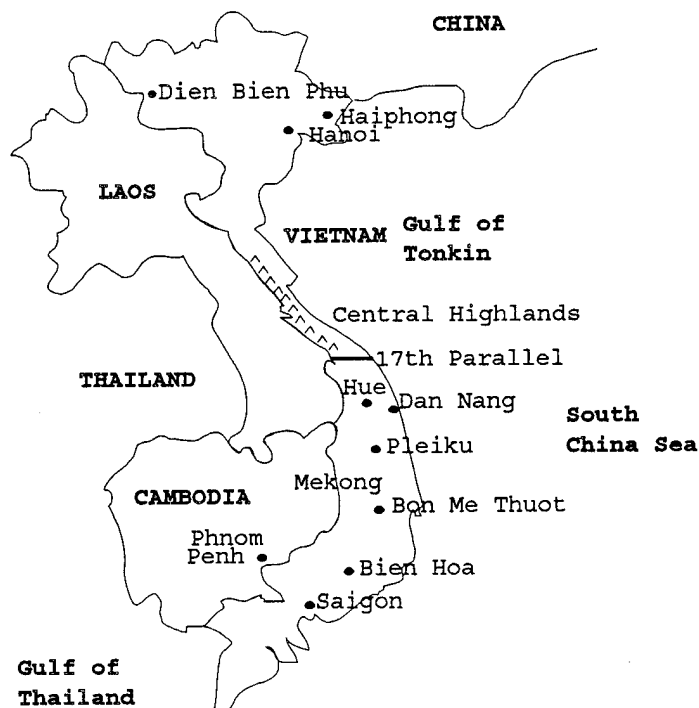 CHINA
Dien Bien Phu
Haiphong
Hanoi
LAOS
VIETNAM
Gulf of
Tonkin
Central Highlands
17th Parallel
THAILAND
Hue
Dan Nang
South
China Sea
Pleiku
Mekong
CAMBODIA
Bon Me Thuot
Phnom
Penh
Bien Hoa
Saigon
Gulf of
Thailand